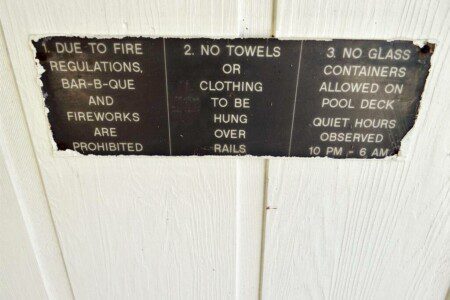 1. DUE TO FIRE
REGULATIONS,
BAR-B-QUE
AND
FIREWORKS
ARE
PROHIBITED
2. NO TOWELS
OR
CLOTHING
TO BE
HUNG
OVER
RAILS
3. NO GLASS
CONTAINERS
ALLOWED ON
POOL DECK
QUIET HOURS
OBSERVED
10 PM - 6 AM